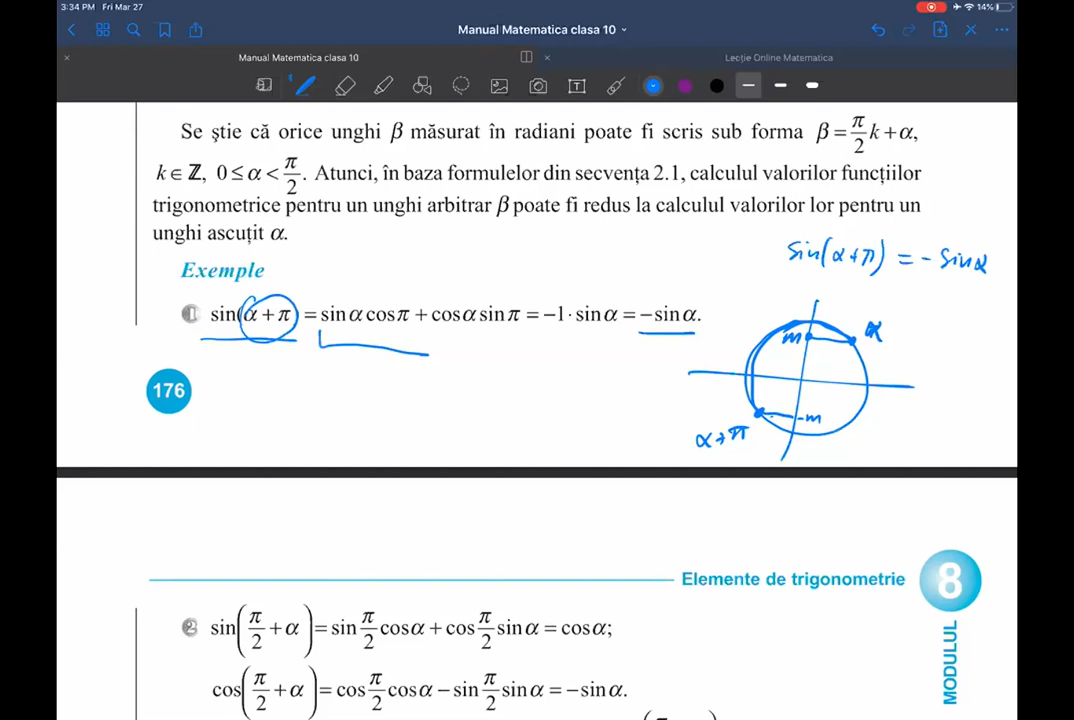 3:34 PM Fri Mar 27
14%
Manual Matematica clasa 10
Manual Matematica clasa 10
Lecție Online Matematica
Se ştie că orice unghi β măsurat în radiani poate fi scris sub forma β = π/2 k + α,
k ∈ ℤ, 0 ≤ α < π/2. Atunci, în baza formulelor din secvenţa 2.1, calculul valorilor funcţiilor
trigonometrice pentru un unghi arbitrar β poate fi redus la calculul valorilor lor pentru un
unghi ascuţit α.
sin(α+π) = - sinα
Exemple
1 sin(α + π) = sin α cos π + cos α sin π = −1 · sin α = −sin α.
m α
-m
α+π
176
Elemente de trigonometrie
8
MODULUL
2 sin(π/2 + α) = sin π/2 cos α + cos π/2 sin α = cos α;
cos(π/2 + α) = cos π/2 cos α − sin π/2 sin α = −sin α.